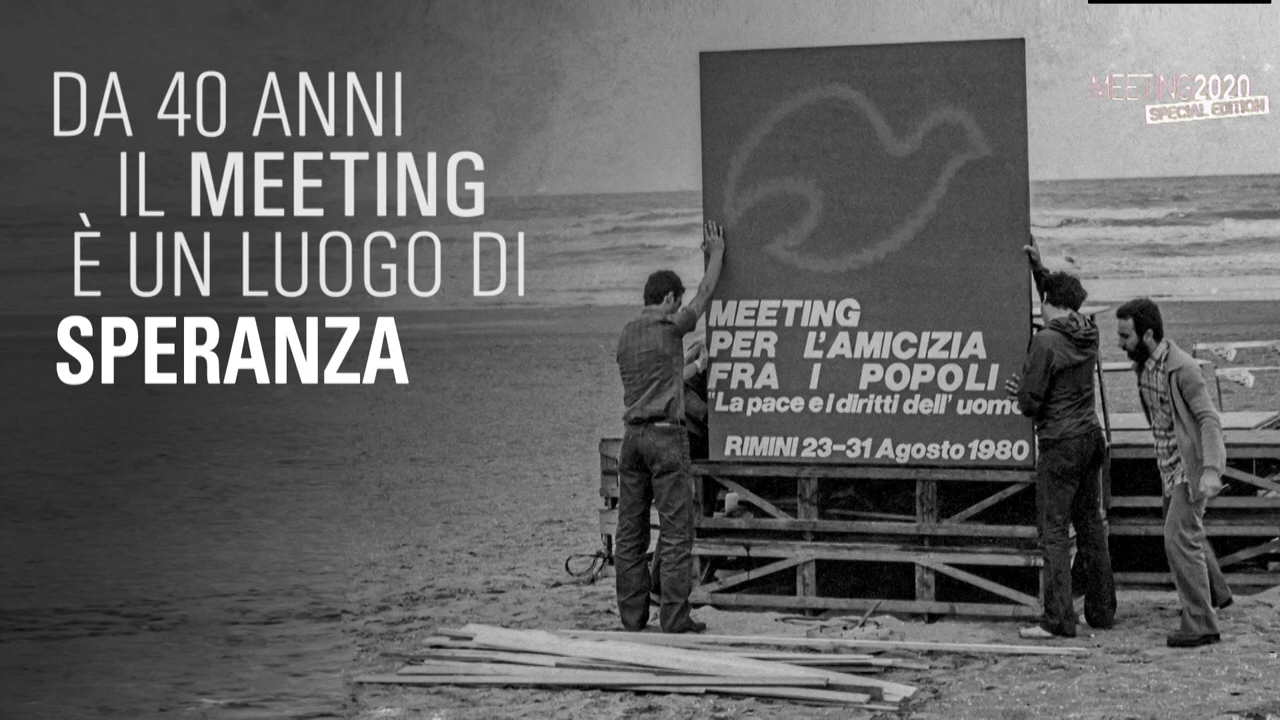 DA 40 ANNI
IL MEETING
È UN LUOGO DI
SPERANZA
MEETING2020
SPECIAL EDITION
MEETING
PER L'AMICIZIA
FRA I POPOLI
"La pace e I diritti dell' uomo
RIMINI 23-31 Agosto 1980